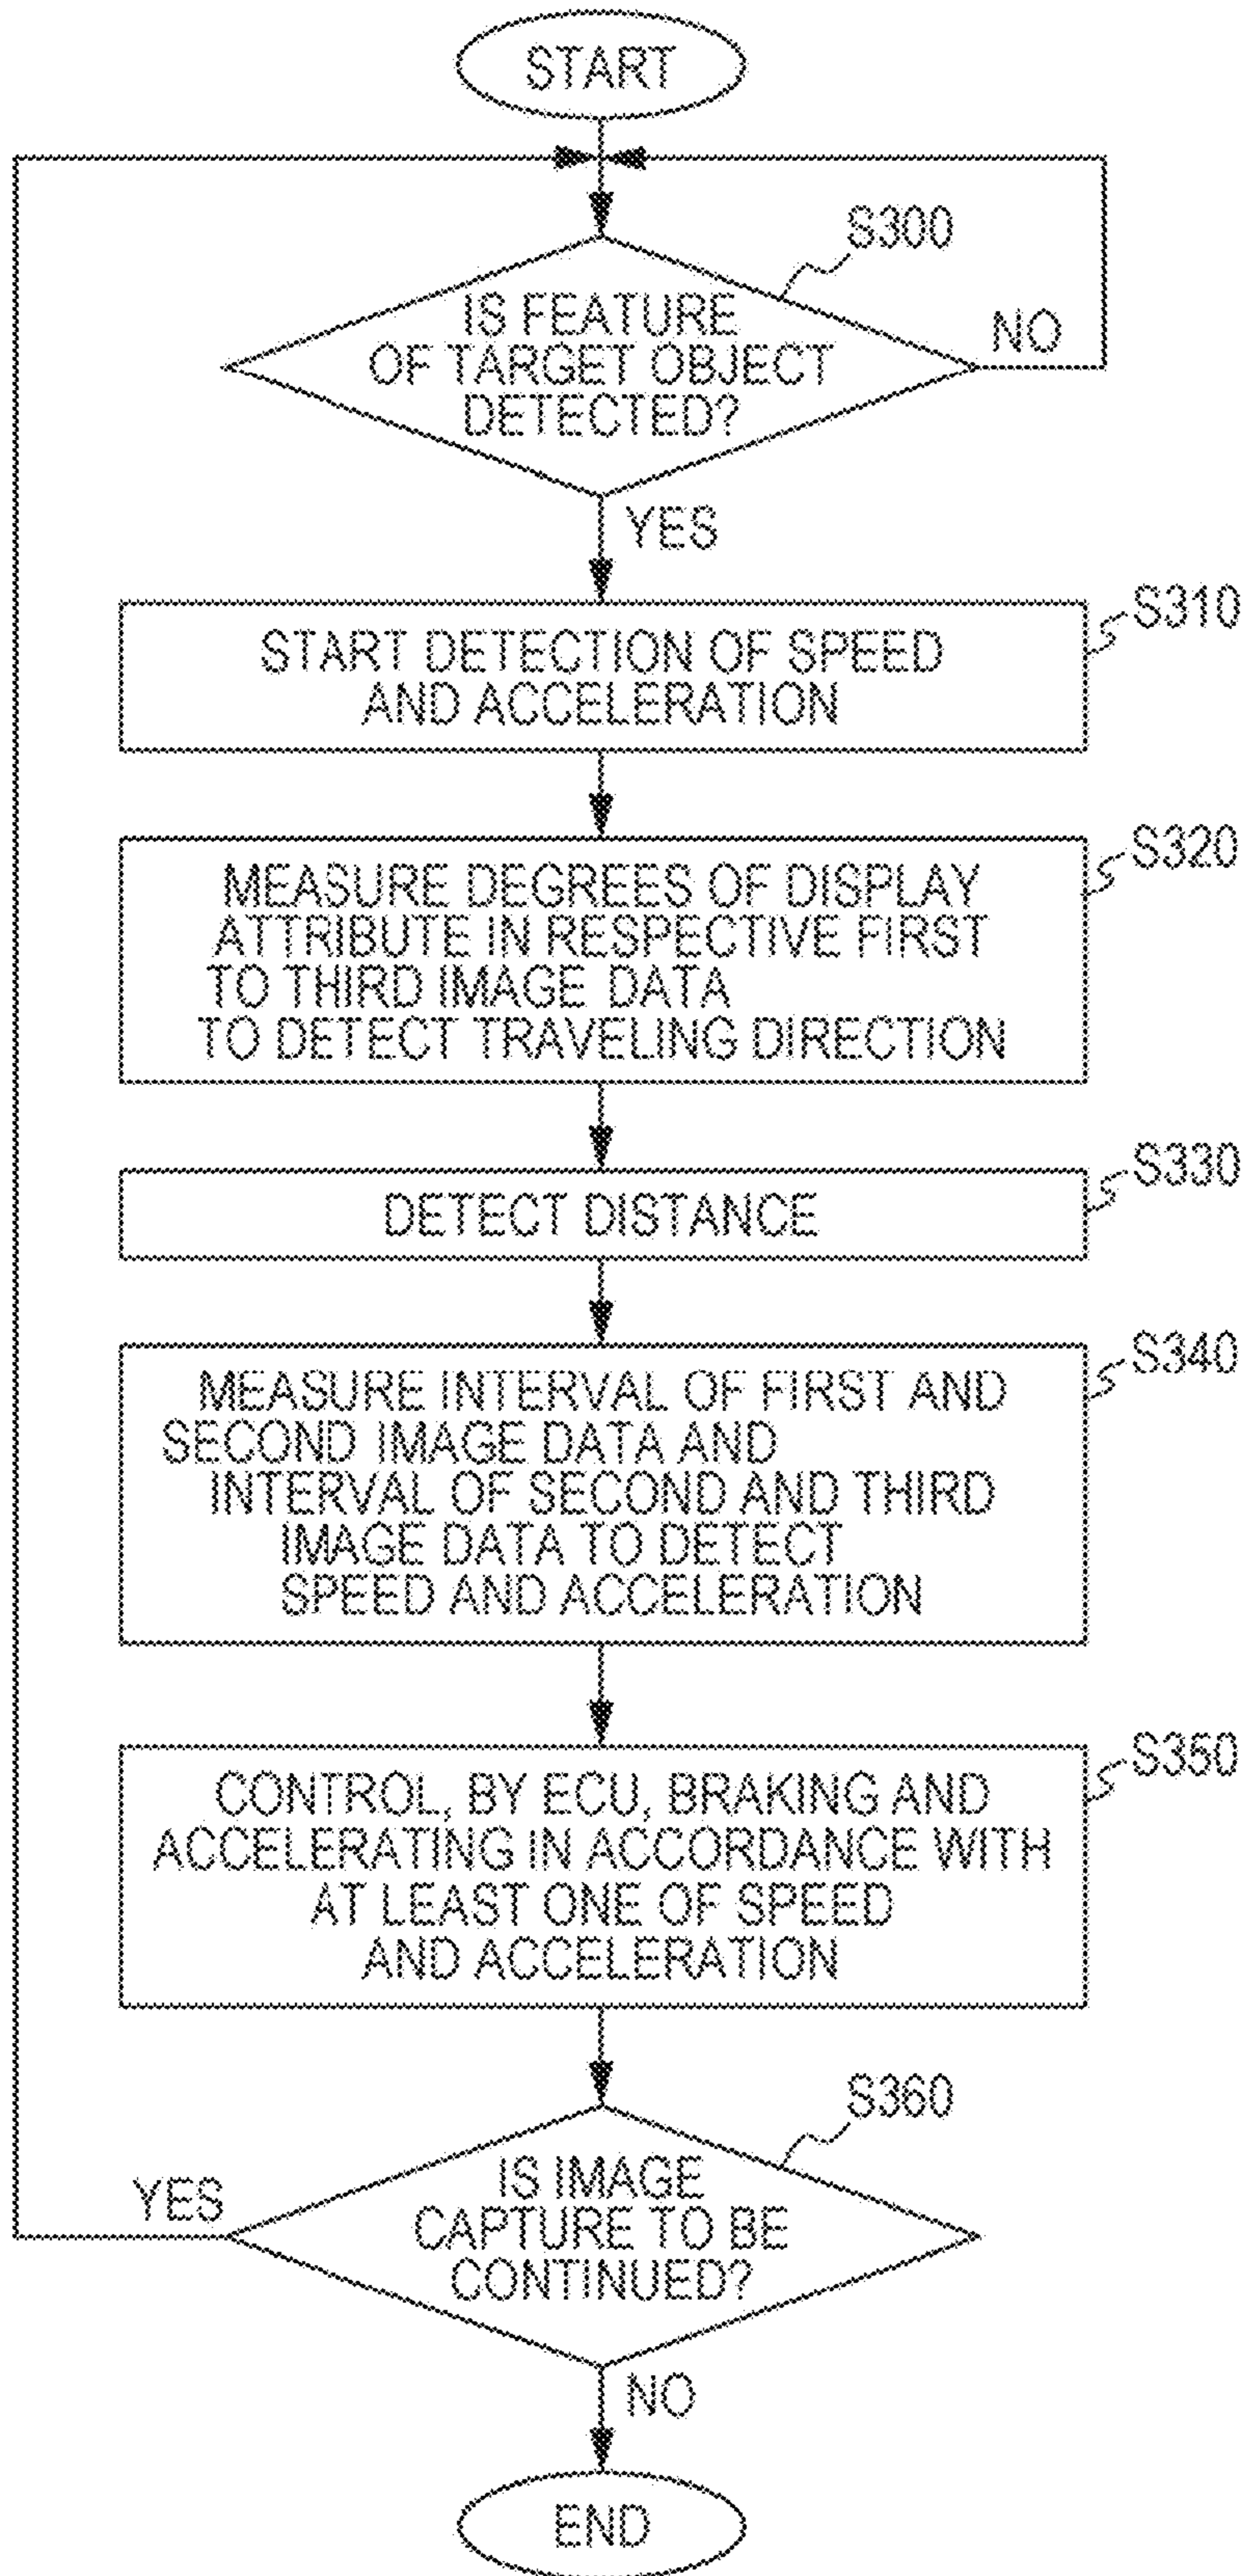 START
S300
IS FEATURE
OF TARGET OBJECT
DETECTED?
NO
YES
S310
START DETECTION OF SPEED
AND ACCELERATION
S320
MEASURE DEGREES OF DISPLAY
ATTRIBUTE IN RESPECTIVE FIRST
TO THIRD IMAGE DATA
TO DETECT TRAVELING DIRECTION
S330
DETECT DISTANCE
S340
MEASURE INTERVAL OF FIRST AND
SECOND IMAGE DATA AND
INTERVAL OF SECOND AND THIRD
IMAGE DATA TO DETECT
SPEED AND ACCELERATION
S350
CONTROL, BY ECU, BRAKING AND
ACCELERATING IN ACCORDANCE WITH
AT LEAST ONE OF SPEED
AND ACCELERATION
S360
IS IMAGE
CAPTURE TO BE
CONTINUED?
YES
NO
END